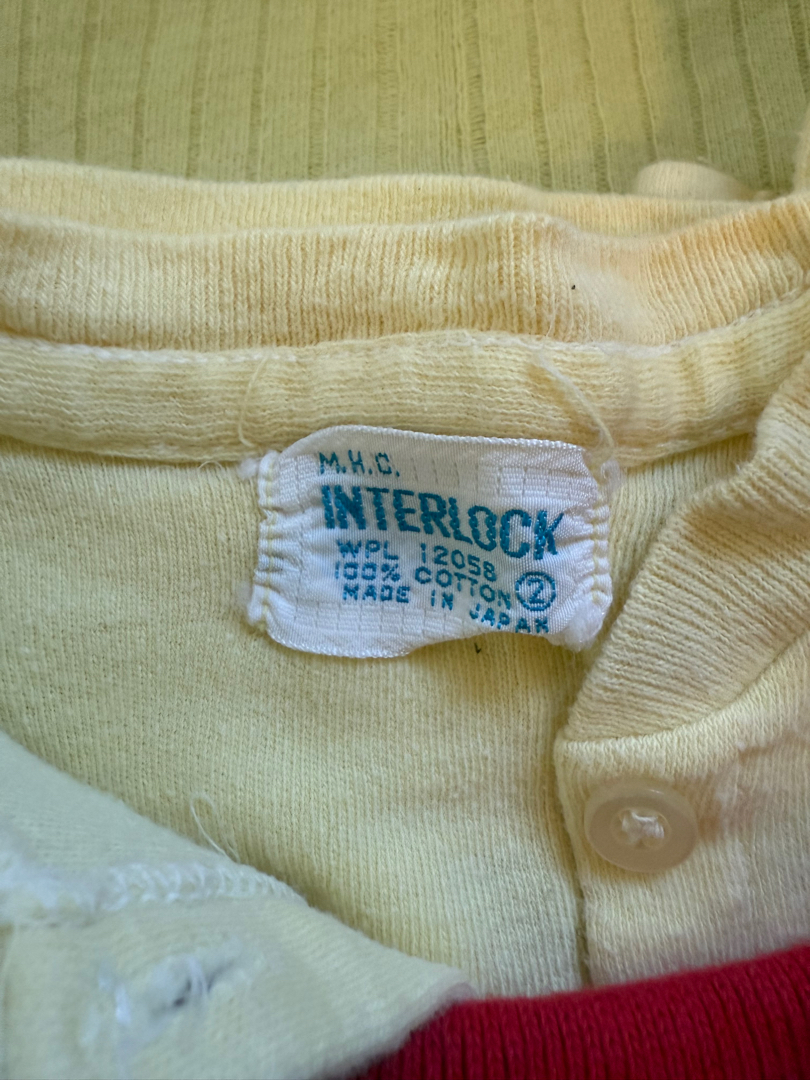 M.H.C.
INTERLOCK
WPL 12058
100% COTTON ②
MADE IN JAPAN